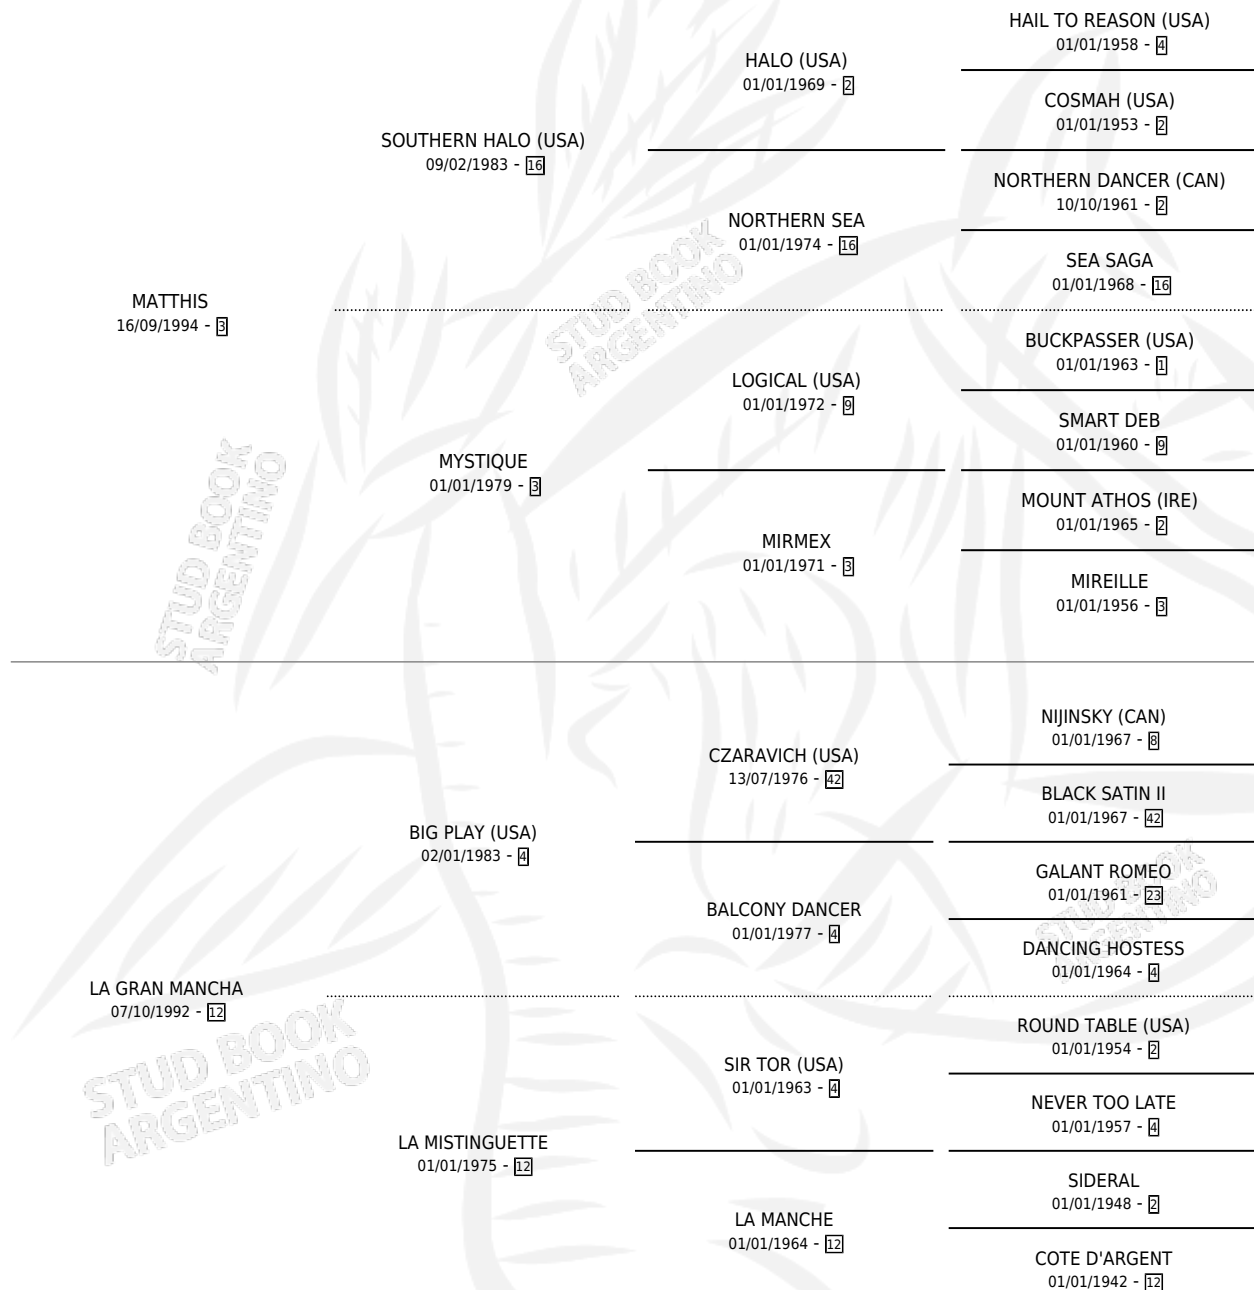 HAIL TO REASON (USA)
01/01/1958 - 4
HALO (USA)
01/01/1969 - 2
COSMAH (USA)
01/01/1953 - 2
SOUTHERN HALO (USA)
09/02/1983 - 16
NORTHERN DANCER (CAN)
10/10/1961 - 2
NORTHERN SEA
01/01/1974 - 16
SEA SAGA
01/01/1968 - 16
MATTHIS
16/09/1994 - 3
STUD BOOK
ARGENTINO
BUCKPASSER (USA)
01/01/1963 - 1
LOGICAL (USA)
01/01/1972 - 9
SMART DEB
01/01/1960 - 9
MYSTIQUE
01/01/1979 - 3
MOUNT ATHOS (IRE)
01/01/1965 - 2
MIRMEX
01/01/1971 - 3
MIREILLE
01/01/1956 - 3
STUD BOOK
ARGENTINO
NIJINSKY (CAN)
01/01/1967 - 8
CZARAVICH (USA)
13/07/1976 - 42
BLACK SATIN II
01/01/1967 - 42
BIG PLAY (USA)
02/01/1983 - 4
GALANT ROMEO
01/01/1961 - 23
STUD BOOK
ARGENTINO
BALCONY DANCER
01/01/1977 - 4
DANCING HOSTESS
01/01/1964 - 4
LA GRAN MANCHA
07/10/1992 - 12
STUD BOOK
ARGENTINO
ROUND TABLE (USA)
01/01/1954 - 2
SIR TOR (USA)
01/01/1963 - 4
NEVER TOO LATE
01/01/1957 - 4
LA MISTINGUETTE
01/01/1975 - 12
SIDERAL
01/01/1948 - 2
LA MANCHE
01/01/1964 - 12
COTE D'ARGENT
01/01/1942 - 12